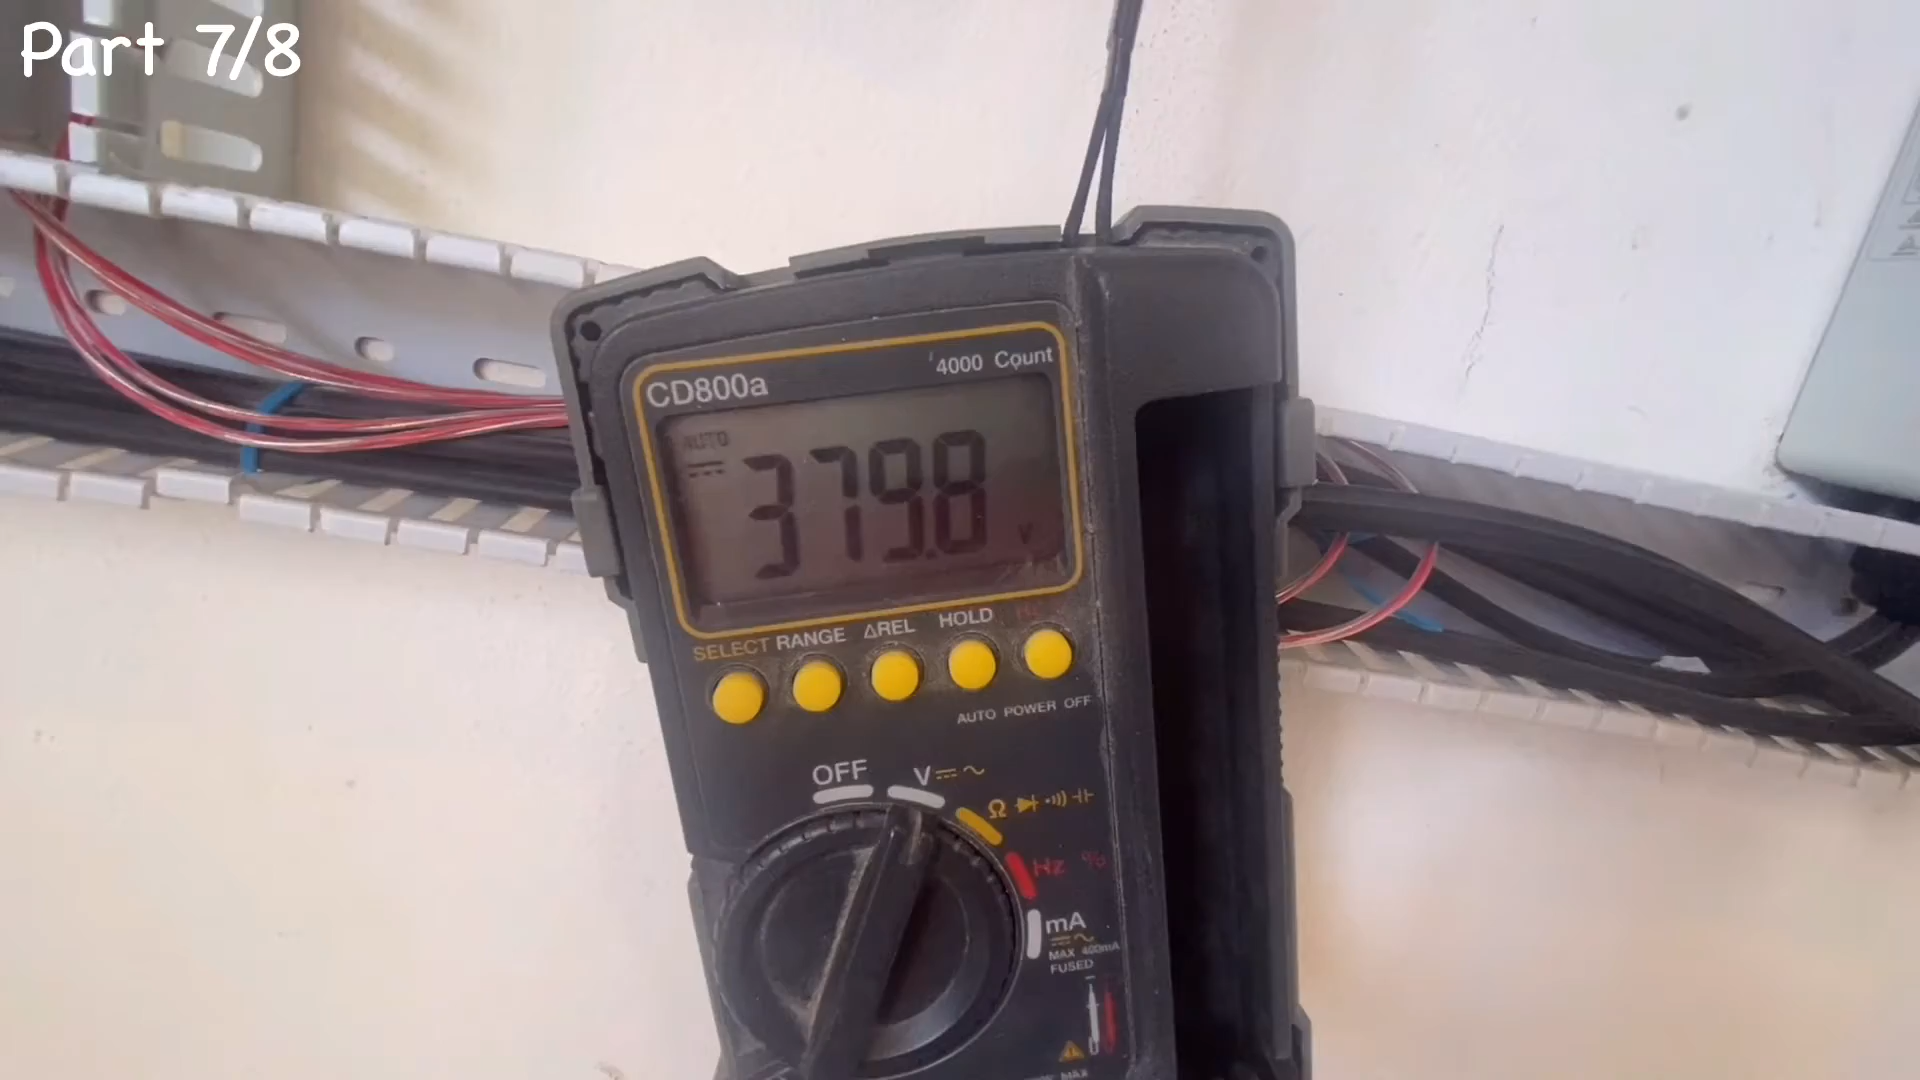 Part 7/8
4000 Count
CD800a
AUTO
379.8
V
SELECT RANGE ΔREL HOLD
AUTO POWER OFF
OFF V
Ω
Hz %
mA
MAX 400mA
FUSED
MAX